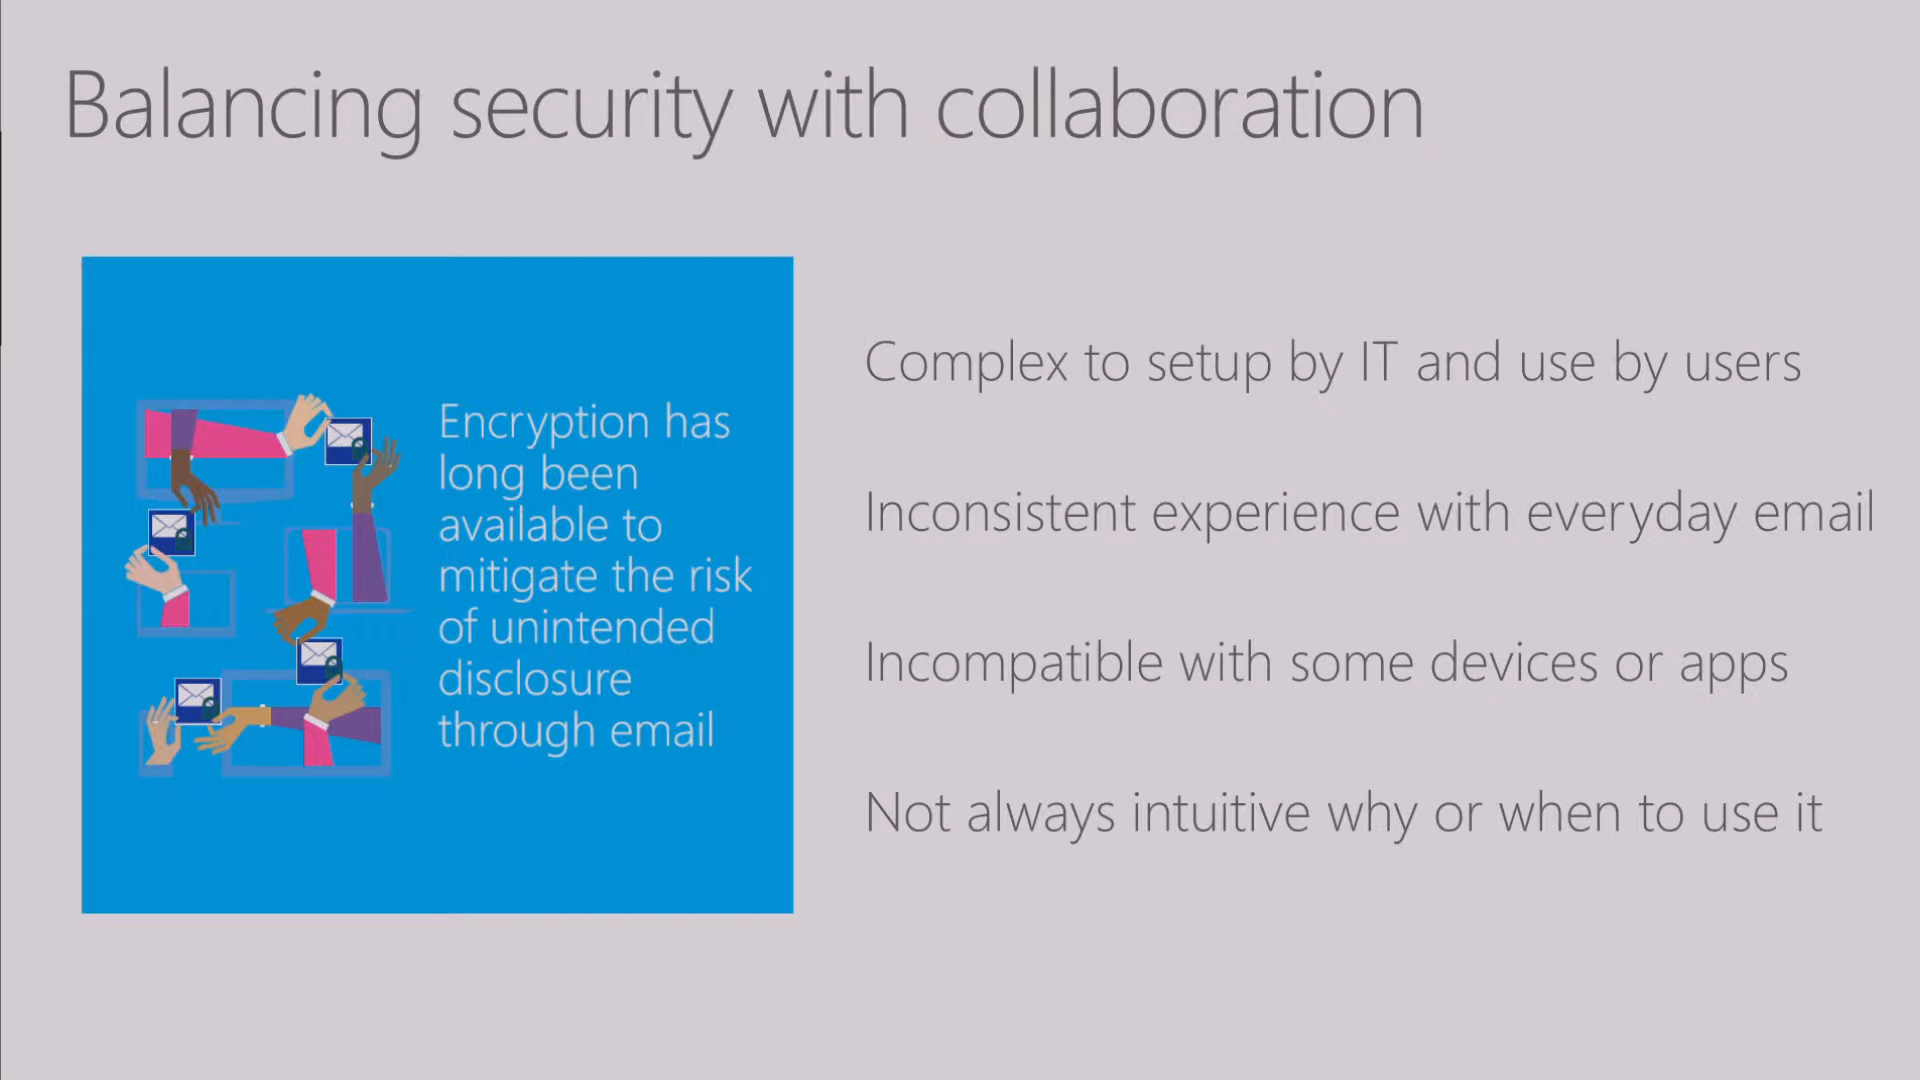 Balancing security with collaboration
Encryption has
long been
available to
mitigate the risk
of unintended
disclosure
through email
Complex to setup by IT and use by users
Inconsistent experience with everyday email
Incompatible with some devices or apps
Not always intuitive why or when to use it